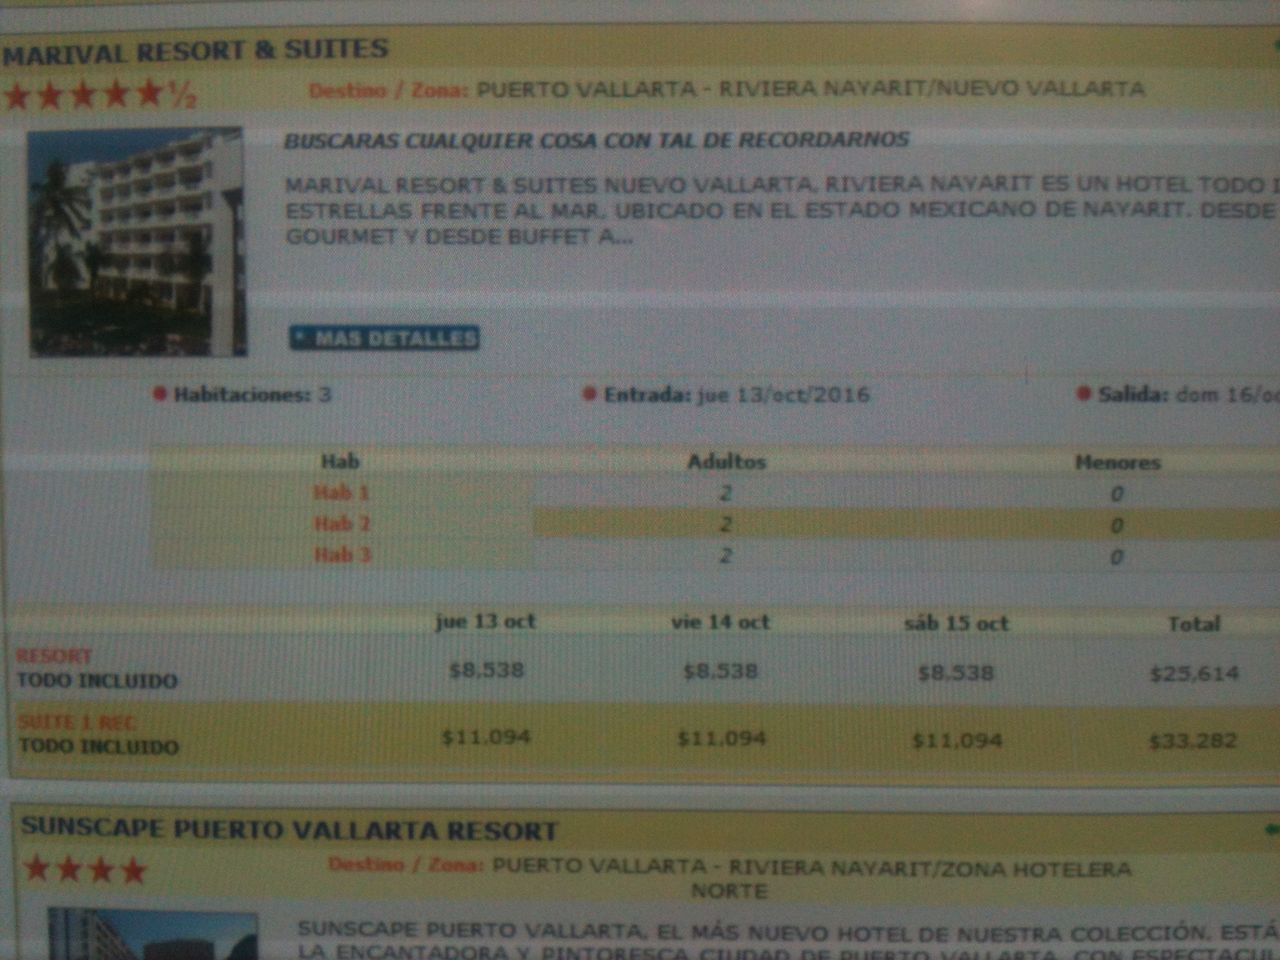 MARIVAL RESORT & SUITES
½ Destino / Zona: PUERTO VALLARTA - RIVIERA NAYARIT/NUEVO VALLARTA
BUSCARAS CUALQUIER COSA CON TAL DE RECORDARNOS
MARIVAL RESORT & SUITES NUEVO VALLARTA, RIVIERA NAYARIT ES UN HOTEL TODO
ESTRELLAS FRENTE AL MAR, UBICADO EN EL ESTADO MEXICANO DE NAYARIT. DESDE
GOURMET Y DESDE BUFFET A...
MAS DETALLES
Habitaciones: 3 Entrada: jue 13/oct/2016 Salida: dom 16/oc
Hab Adultos Menores
Hab 1 2 0
Hab 2 2 0
Hab 3 2 0
jue 13 oct vie 14 oct sáb 15 oct Total
RESORT
TODO INCLUIDO $8,538 $8,538 $8,538 $25,614
SUITE 1 REC
TODO INCLUIDO $11,094 $11,094 $11,094 $33,282
SUNSCAPE PUERTO VALLARTA RESORT
Destino / Zona: PUERTO VALLARTA - RIVIERA NAYARIT/ZONA HOTELERA
NORTE
SUNSCAPE PUERTO VALLARTA, EL MÁS NUEVO HOTEL DE NUESTRA COLECCIÓN, ESTÁ
LA ENCANTADORA Y PINTORESCA CIUDAD DE PUERTO VALLARTA, CON ESPECTACUL